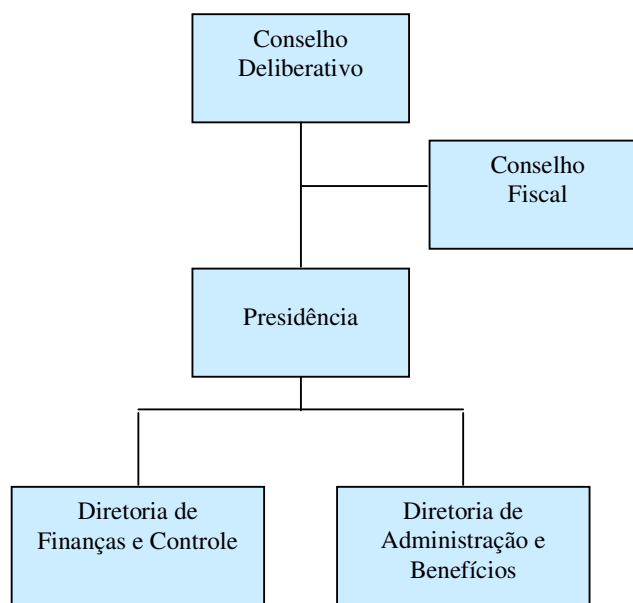 Conselho
Deliberativo
Conselho
Fiscal
Presidência
Diretoria de
Finanças e Controle
Diretoria de
Administração e
Benefícios